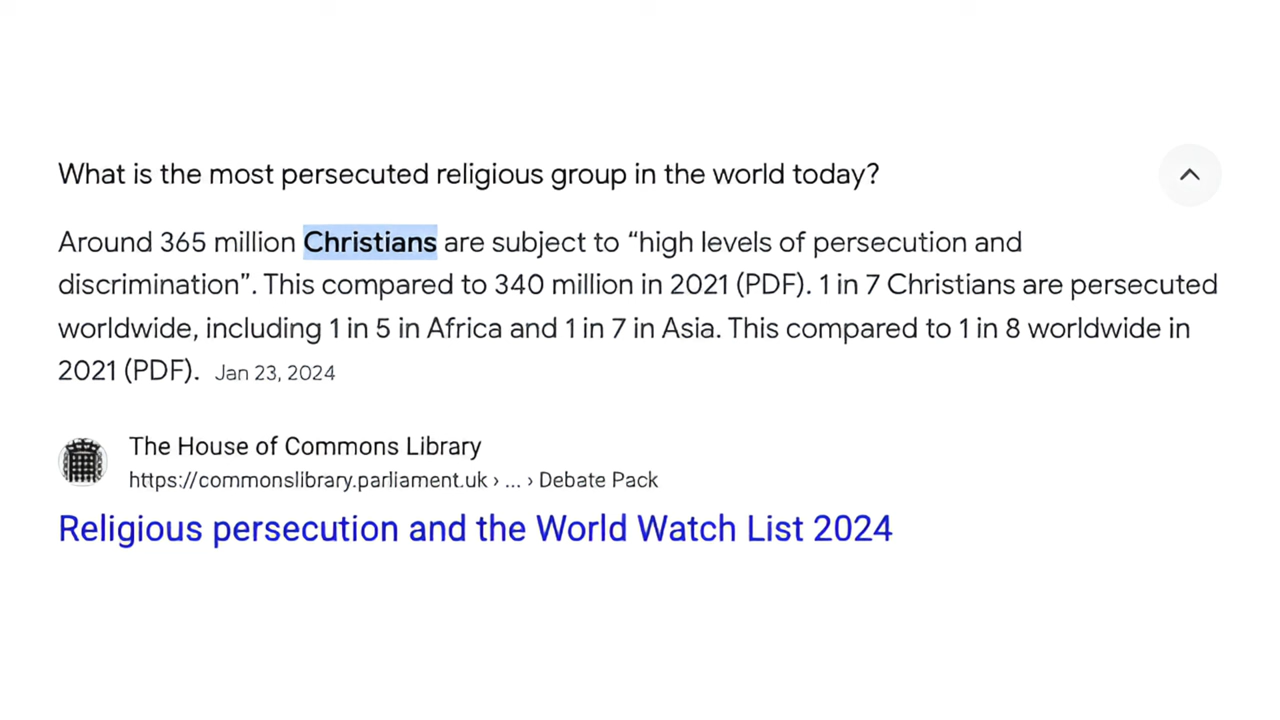 What is the most persecuted religious group in the world today?
Around 365 million Christians are subject to “high levels of persecution and
discrimination”. This compared to 340 million in 2021 (PDF). 1 in 7 Christians are persecuted
worldwide, including 1 in 5 in Africa and 1 in 7 in Asia. This compared to 1 in 8 worldwide in
2021 (PDF). Jan 23, 2024
The House of Commons Library
https://commonslibrary.parliament.uk › ... › Debate Pack
Religious persecution and the World Watch List 2024